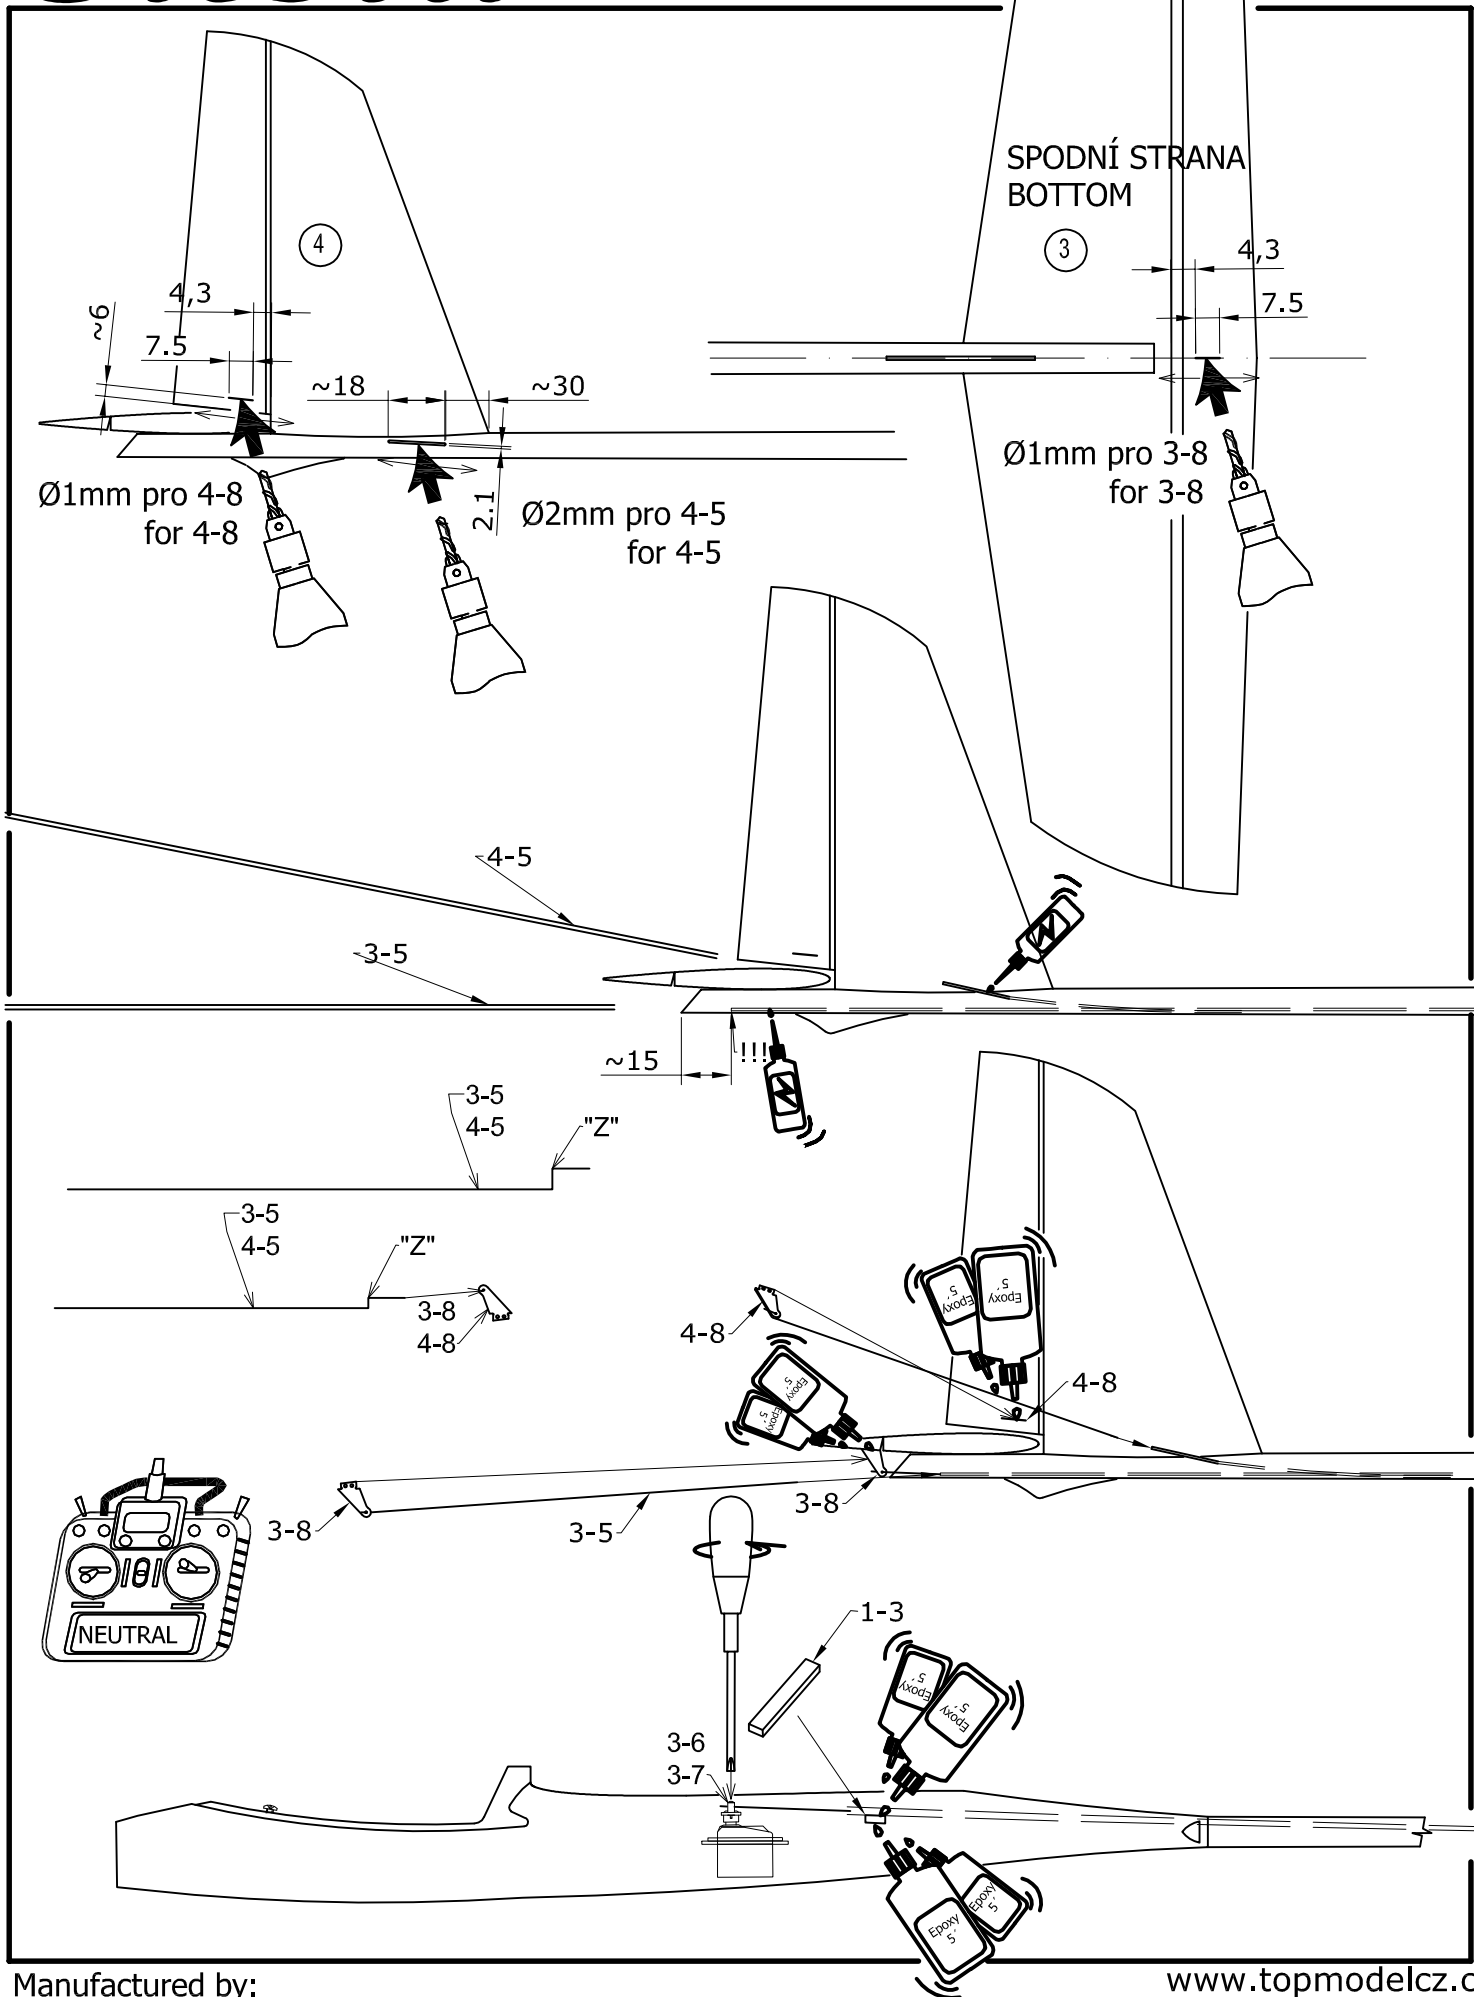 SPODNÍ STRANA
BOTTOM
4
3
4,3
7.5
~6
4,3
7.5
~18
~30
2.1
Ø1mm pro 4-8
for 4-8
Ø2mm pro 4-5
for 4-5
Ø1mm pro 3-8
for 3-8
4-5
3-5
~15
!!!
3-5
4-5
"Z"
3-5
4-5
"Z"
3-8
4-8
4-8
Epoxy
5´
Epoxy
5´
4-8
Epoxy
5´
Epoxy
5´
3-8
3-5
3-8
NEUTRAL
1-3
Epoxy
5´
Epoxy
5´
3-6
3-7
Epoxy
5´
Epoxy
5´
Manufactured by:
www.topmodelcz.c